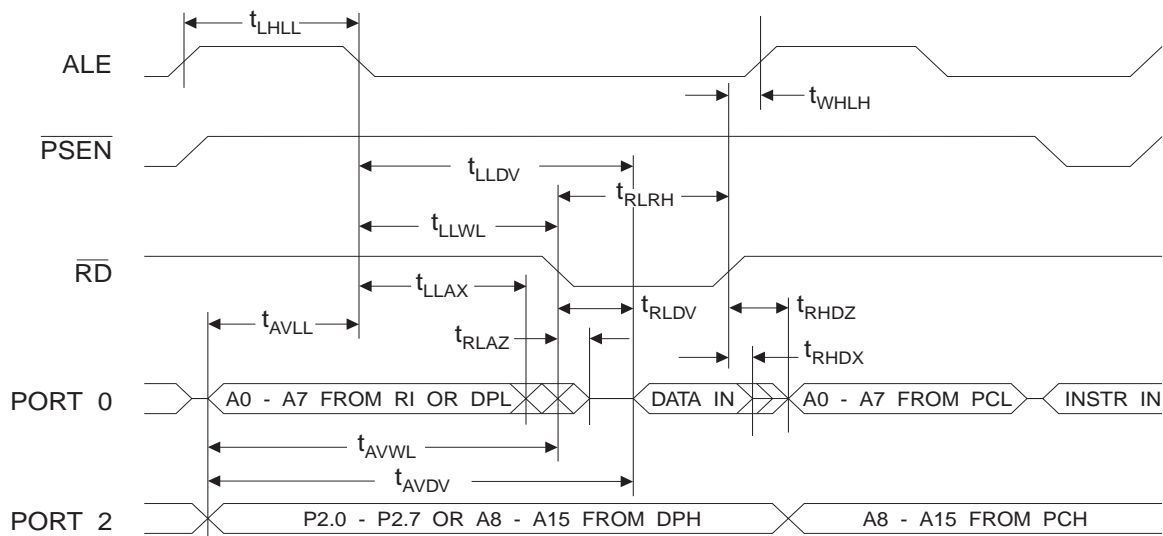 tLHLL
ALE
tWHLH
PSEN
tLLDV
tRLRH
tLLWL
RD
tLLAX
tRLDV
tRHDZ
tAVLL
tRLAZ
tRHDX
PORT 0
A0 - A7 FROM RI OR DPL
DATA IN
A0 - A7 FROM PCL
INSTR IN
tAVWL
tAVDV
PORT 2
P2.0 - P2.7 OR A8 - A15 FROM DPH
A8 - A15 FROM PCH